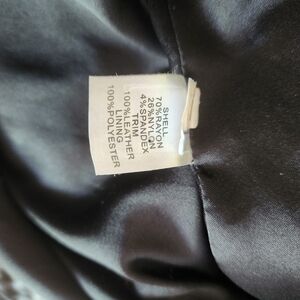 SHELL
70%RAYON
26%NYLON
4%SPANDEX
TRIM
100%LEATHER
LINING
100%POLYESTER